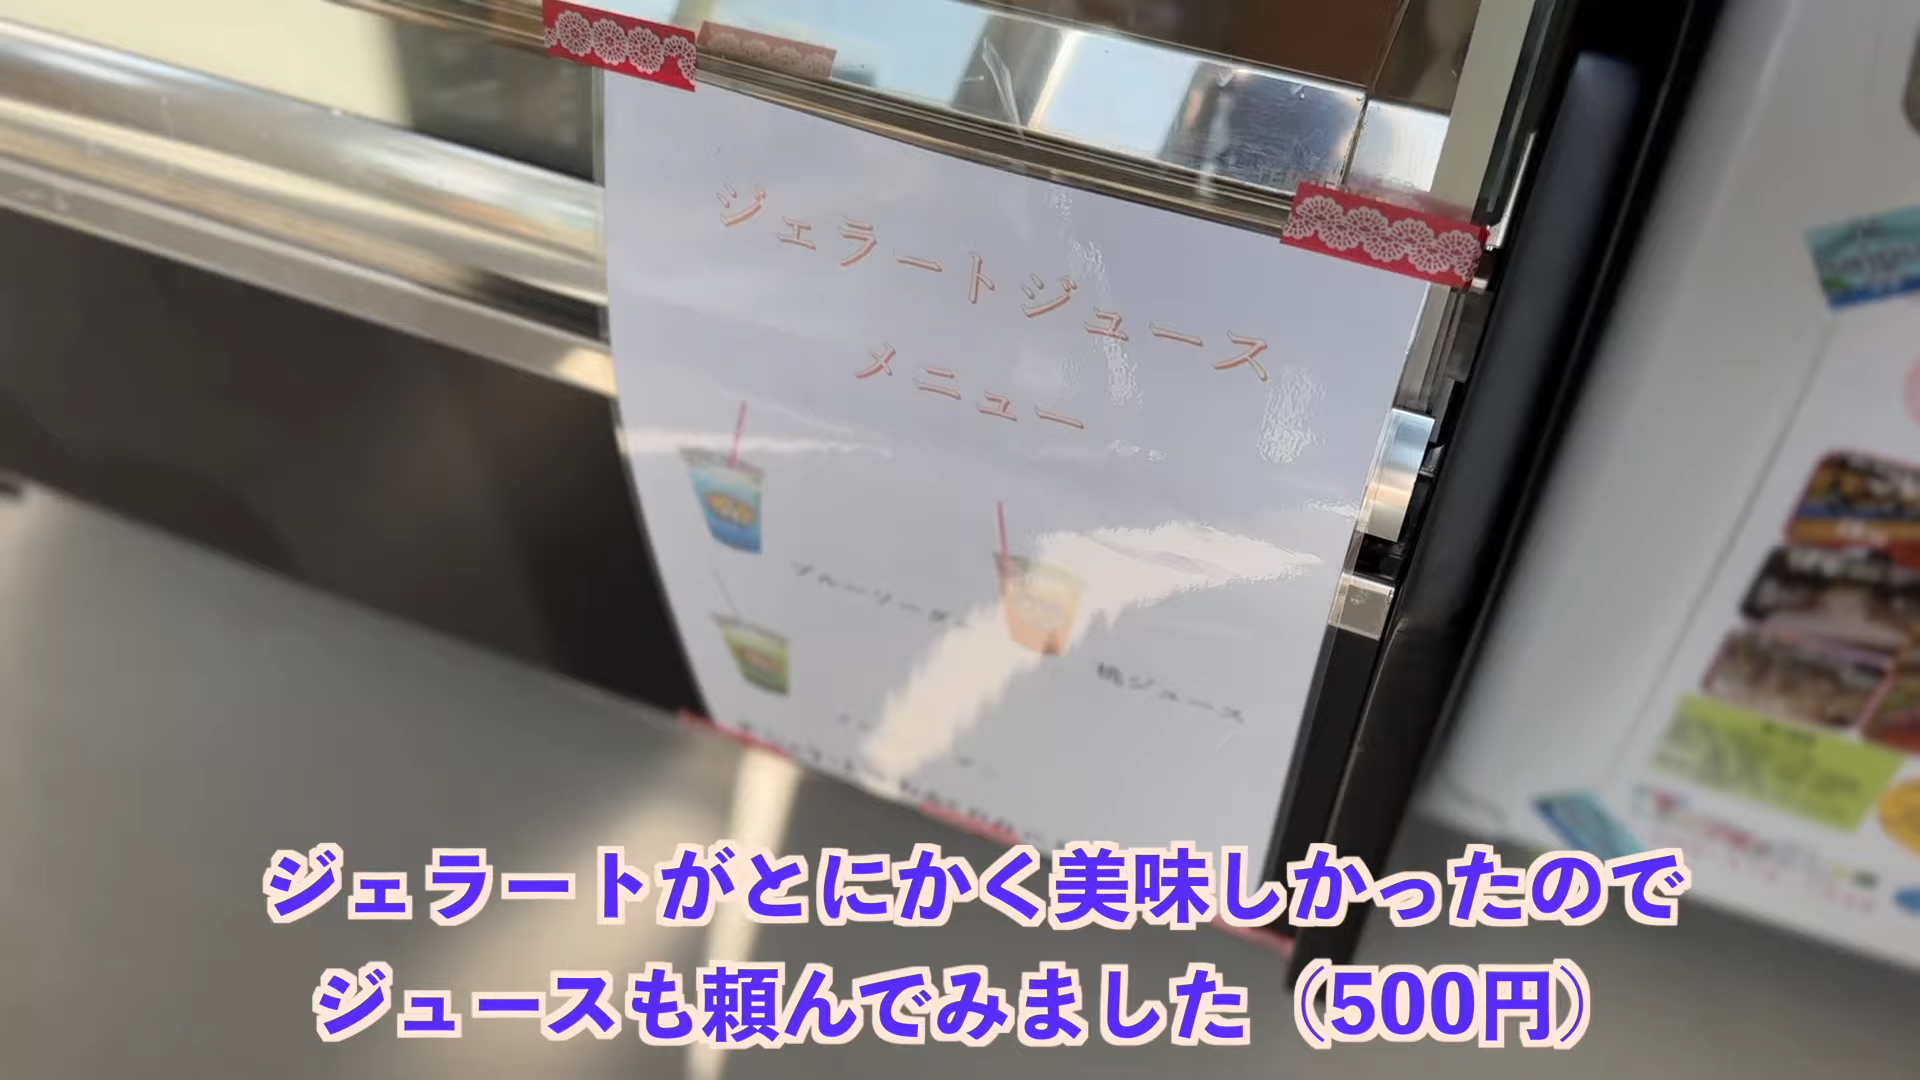 ジェラートジュース
メニュー
ブルーソーダ
桃ジュース
ジェラートがとにかく美味しかったので
ジュースも頼んでみました（500円）